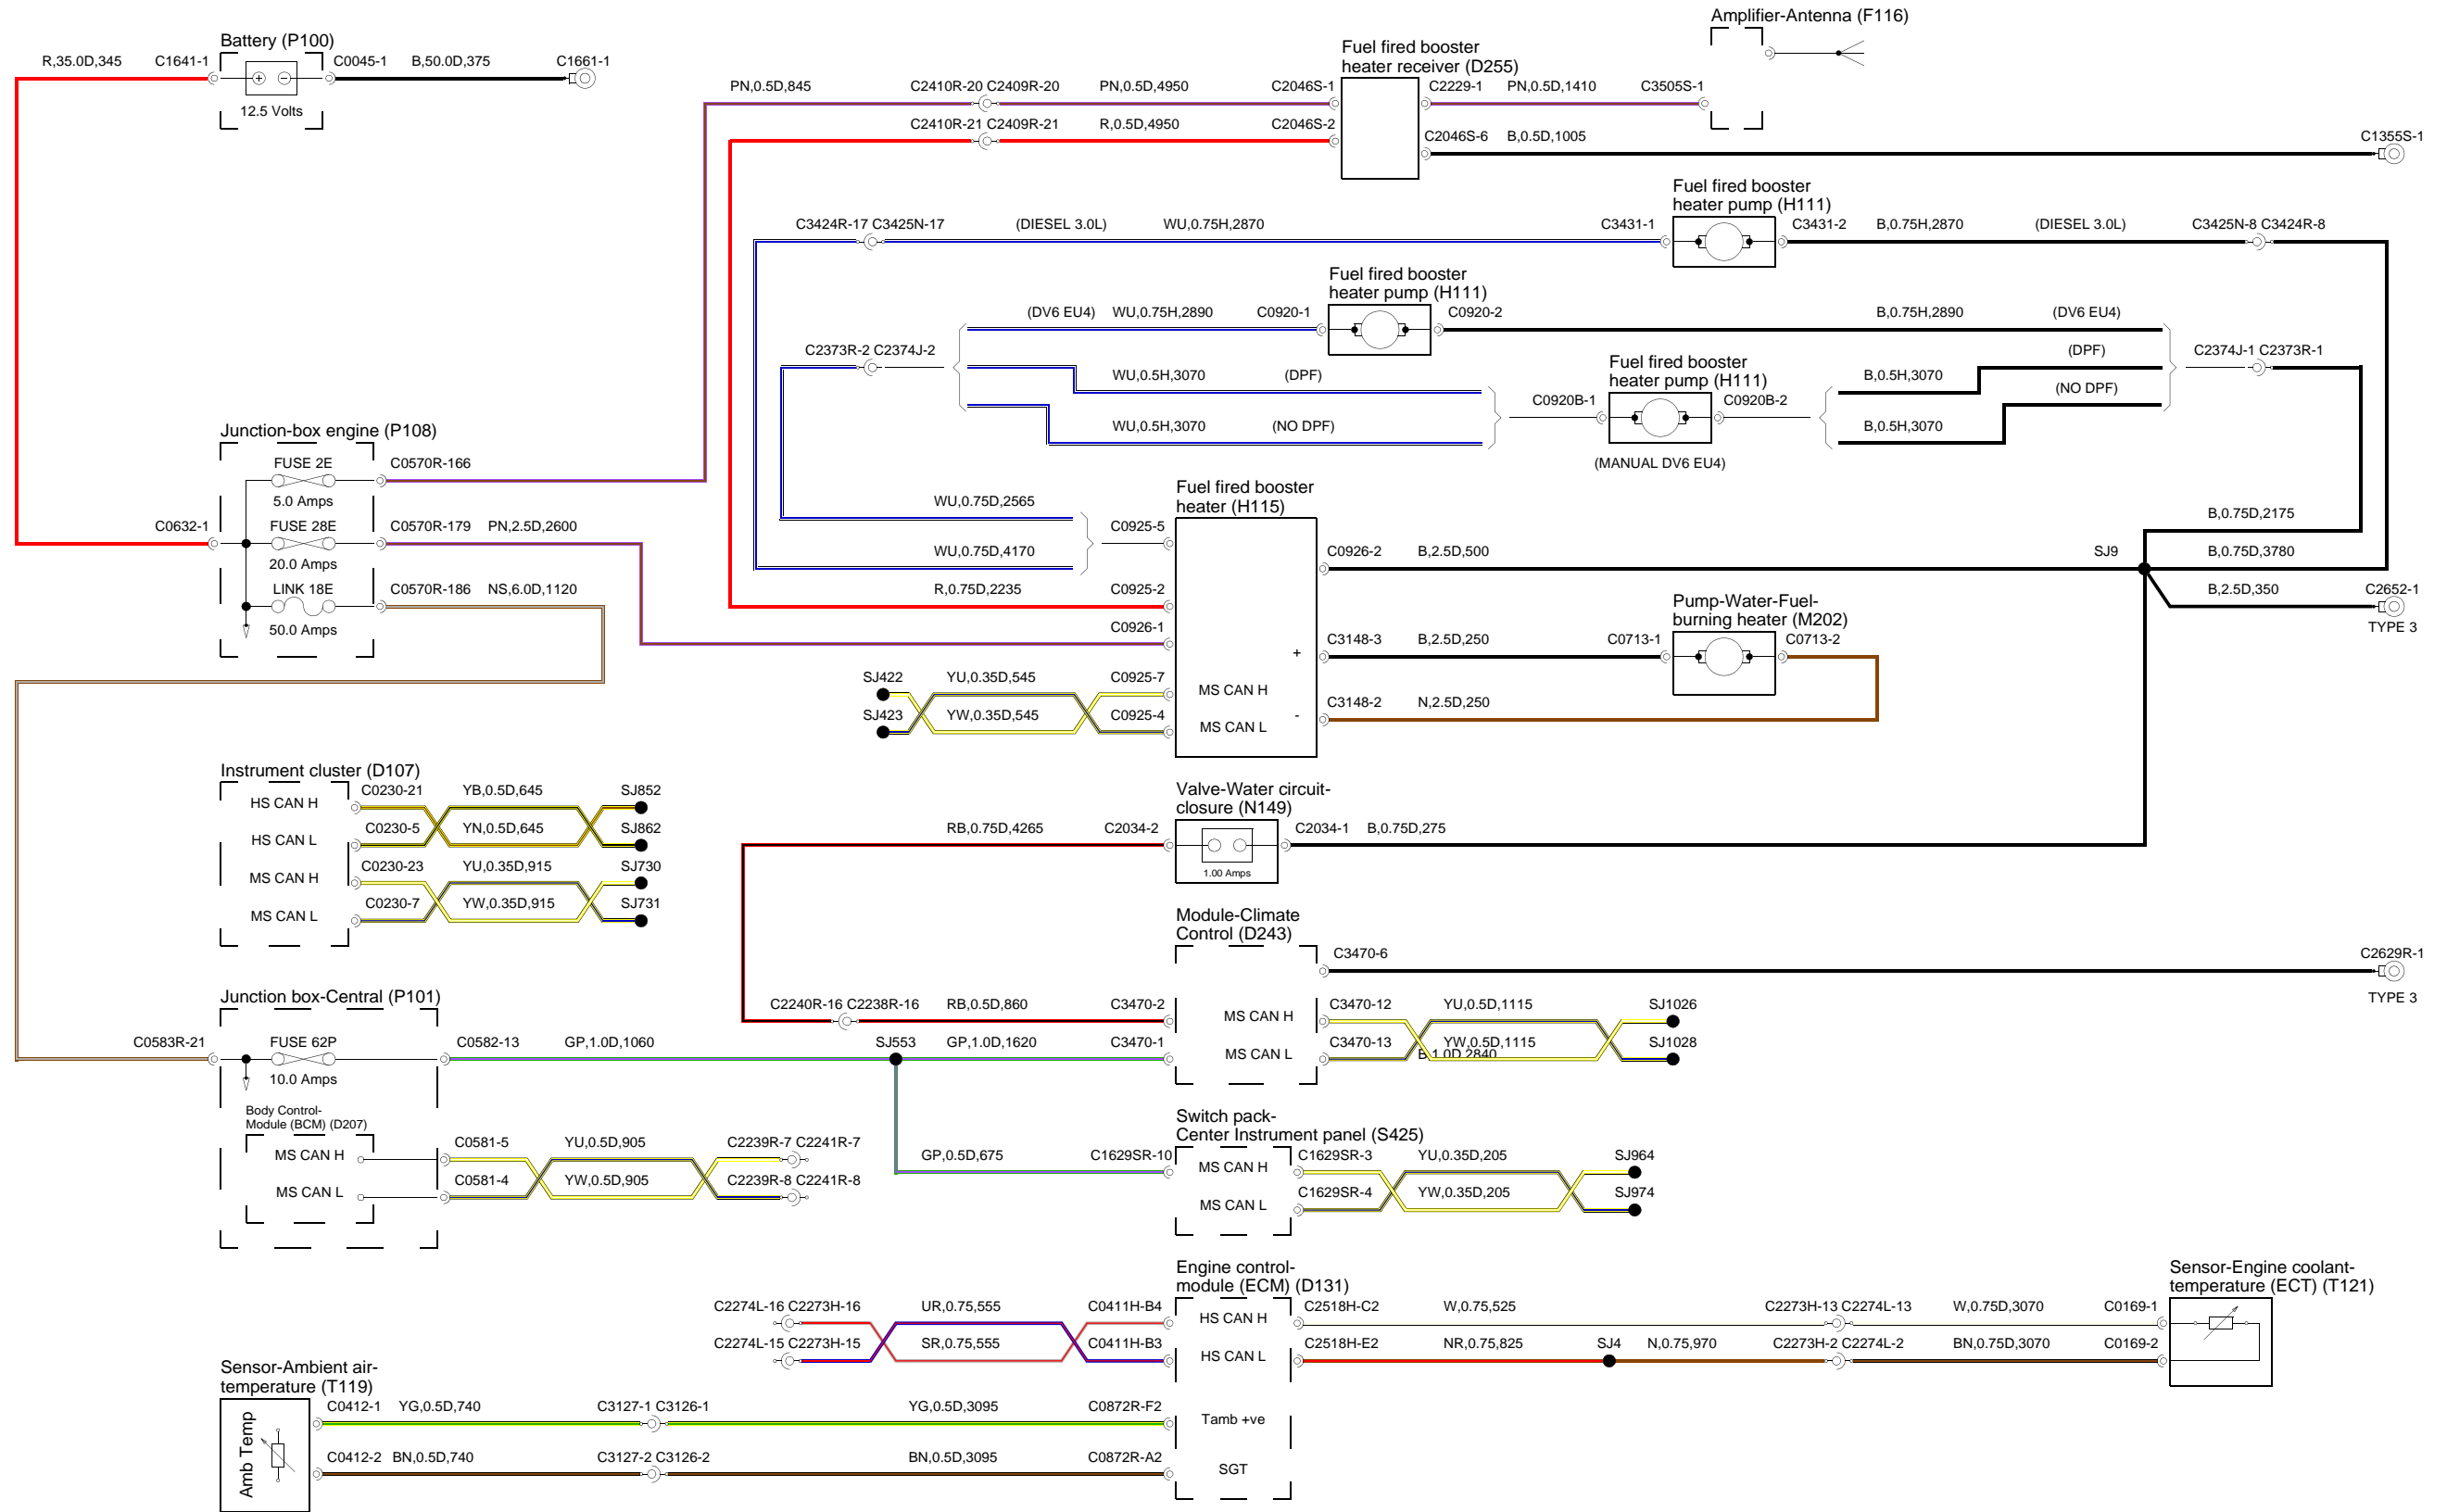 Amplifier-Antenna (F116)
Battery (P100)
R,35.0D,345
C1641-1
C0045-1
B,50.0D,375
C1661-1
12.5 Volts
Fuel fired booster
heater receiver (D255)
PN,0.5D,845
C2410R-20 C2409R-20
PN,0.5D,4950
C2046S-1
C2229-1
PN,0.5D,1410
C3505S-1
C2410R-21 C2409R-21
R,0.5D,4950
C2046S-2
C2046S-6
B,0.5D,1005
C1355S-1
Fuel fired booster
heater pump (H111)
C3424R-17 C3425N-17
(DIESEL 3.0L)
WU,0.75H,2870
C3431-1
C3431-2
B,0.75H,2870
(DIESEL 3.0L)
C3425N-8 C3424R-8
Fuel fired booster
heater pump (H111)
(DV6 EU4)
WU,0.75H,2890
C0920-1
C0920-2
B,0.75H,2890
(DV6 EU4)
C2373R-2 C2374J-2
(DPF)
C2374J-1 C2373R-1
Fuel fired booster
heater pump (H111)
WU,0.5H,3070
(DPF)
B,0.5H,3070
(NO DPF)
C0920B-1
C0920B-2
WU,0.5H,3070
(NO DPF)
B,0.5H,3070
(MANUAL DV6 EU4)
Junction-box engine (P108)
FUSE 2E
C0570R-166
5.0 Amps
C0632-1
FUSE 28E
C0570R-179
PN,2.5D,2600
20.0 Amps
LINK 18E
C0570R-186
NS,6.0D,1120
50.0 Amps
Fuel fired booster
heater (H115)
WU,0.75D,2565
C0925-5
WU,0.75D,4170
R,0.75D,2235
C0925-2
C0926-1
C0926-2
B,2.5D,500
SJ9
B,0.75D,2175
B,0.75D,3780
B,2.5D,350
C2652-1
TYPE 3
Pump-Water-Fuel-
burning heater (M202)
+
C3148-3
B,2.5D,250
C0713-1
C0713-2
SJ422
YU,0.35D,545
C0925-7
MS CAN H
SJ423
YW,0.35D,545
C0925-4
MS CAN L
-
C3148-2
N,2.5D,250
Instrument cluster (D107)
HS CAN H
C0230-21
YB,0.5D,645
SJ852
HS CAN L
C0230-5
YN,0.5D,645
SJ862
MS CAN H
C0230-23
YU,0.35D,915
SJ730
MS CAN L
C0230-7
YW,0.35D,915
SJ731
Valve-Water circuit-
closure (N149)
RB,0.75D,4265
C2034-2
C2034-1
B,0.75D,275
1.00 Amps
Module-Climate
Control (D243)
C3470-6
C2629R-1
TYPE 3
C2240R-16 C2238R-16
RB,0.5D,860
C3470-2
MS CAN H
C3470-12
YU,0.5D,1115
SJ1026
MS CAN L
C3470-13
YW,0.5D,1115
B,1.0D,2840
SJ1028
Junction box-Central (P101)
C0583R-21
FUSE 62P
C0582-13
GP,1.0D,1060
SJ553
GP,1.0D,1620
C3470-1
10.0 Amps
Body Control-
Module (BCM) (D207)
MS CAN H
C0581-5
YU,0.5D,905
C2239R-7 C2241R-7
MS CAN L
C0581-4
YW,0.5D,905
C2239R-8 C2241R-8
Switch pack-
Center Instrument panel (S425)
GP,0.5D,675
C1629SR-10
MS CAN H
C1629SR-3
YU,0.35D,205
SJ964
MS CAN L
C1629SR-4
YW,0.35D,205
SJ974
Engine control-
module (ECM) (D131)
C2274L-16 C2273H-16
UR,0.75,555
C0411H-B4
HS CAN H
C2518H-C2
W,0.75,525
C2273H-13 C2274L-13
W,0.75D,3070
C0169-1
Sensor-Engine coolant-
temperature (ECT) (T121)
C2274L-15 C2273H-15
SR,0.75,555
C0411H-B3
HS CAN L
C2518H-E2
NR,0.75,825
SJ4
N,0.75,970
C2273H-2 C2274L-2
BN,0.75D,3070
C0169-2
Sensor-Ambient air-
temperature (T119)
Amb Temp
C0412-1
YG,0.5D,740
C3127-1 C3126-1
YG,0.5D,3095
C0872R-F2
Tamb +ve
C0412-2
BN,0.5D,740
C3127-2 C3126-2
BN,0.5D,3095
C0872R-A2
SGT